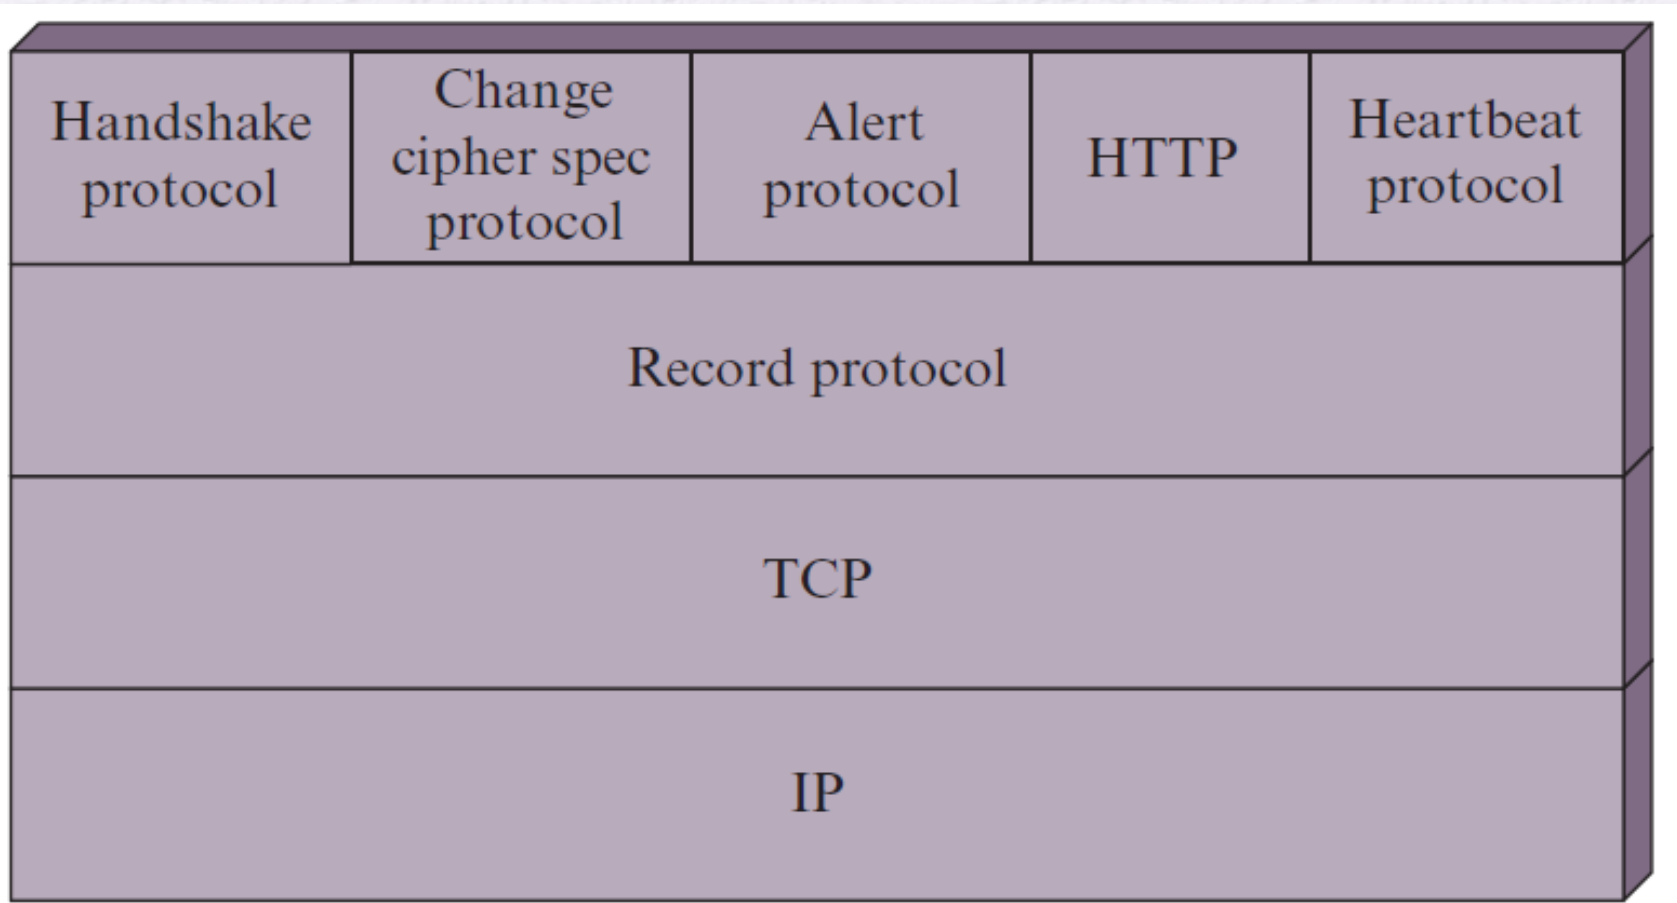 Handshake
protocol
Change
cipher spec
protocol
Alert
protocol
HTTP
Heartbeat
protocol
Record protocol
TCP
IP